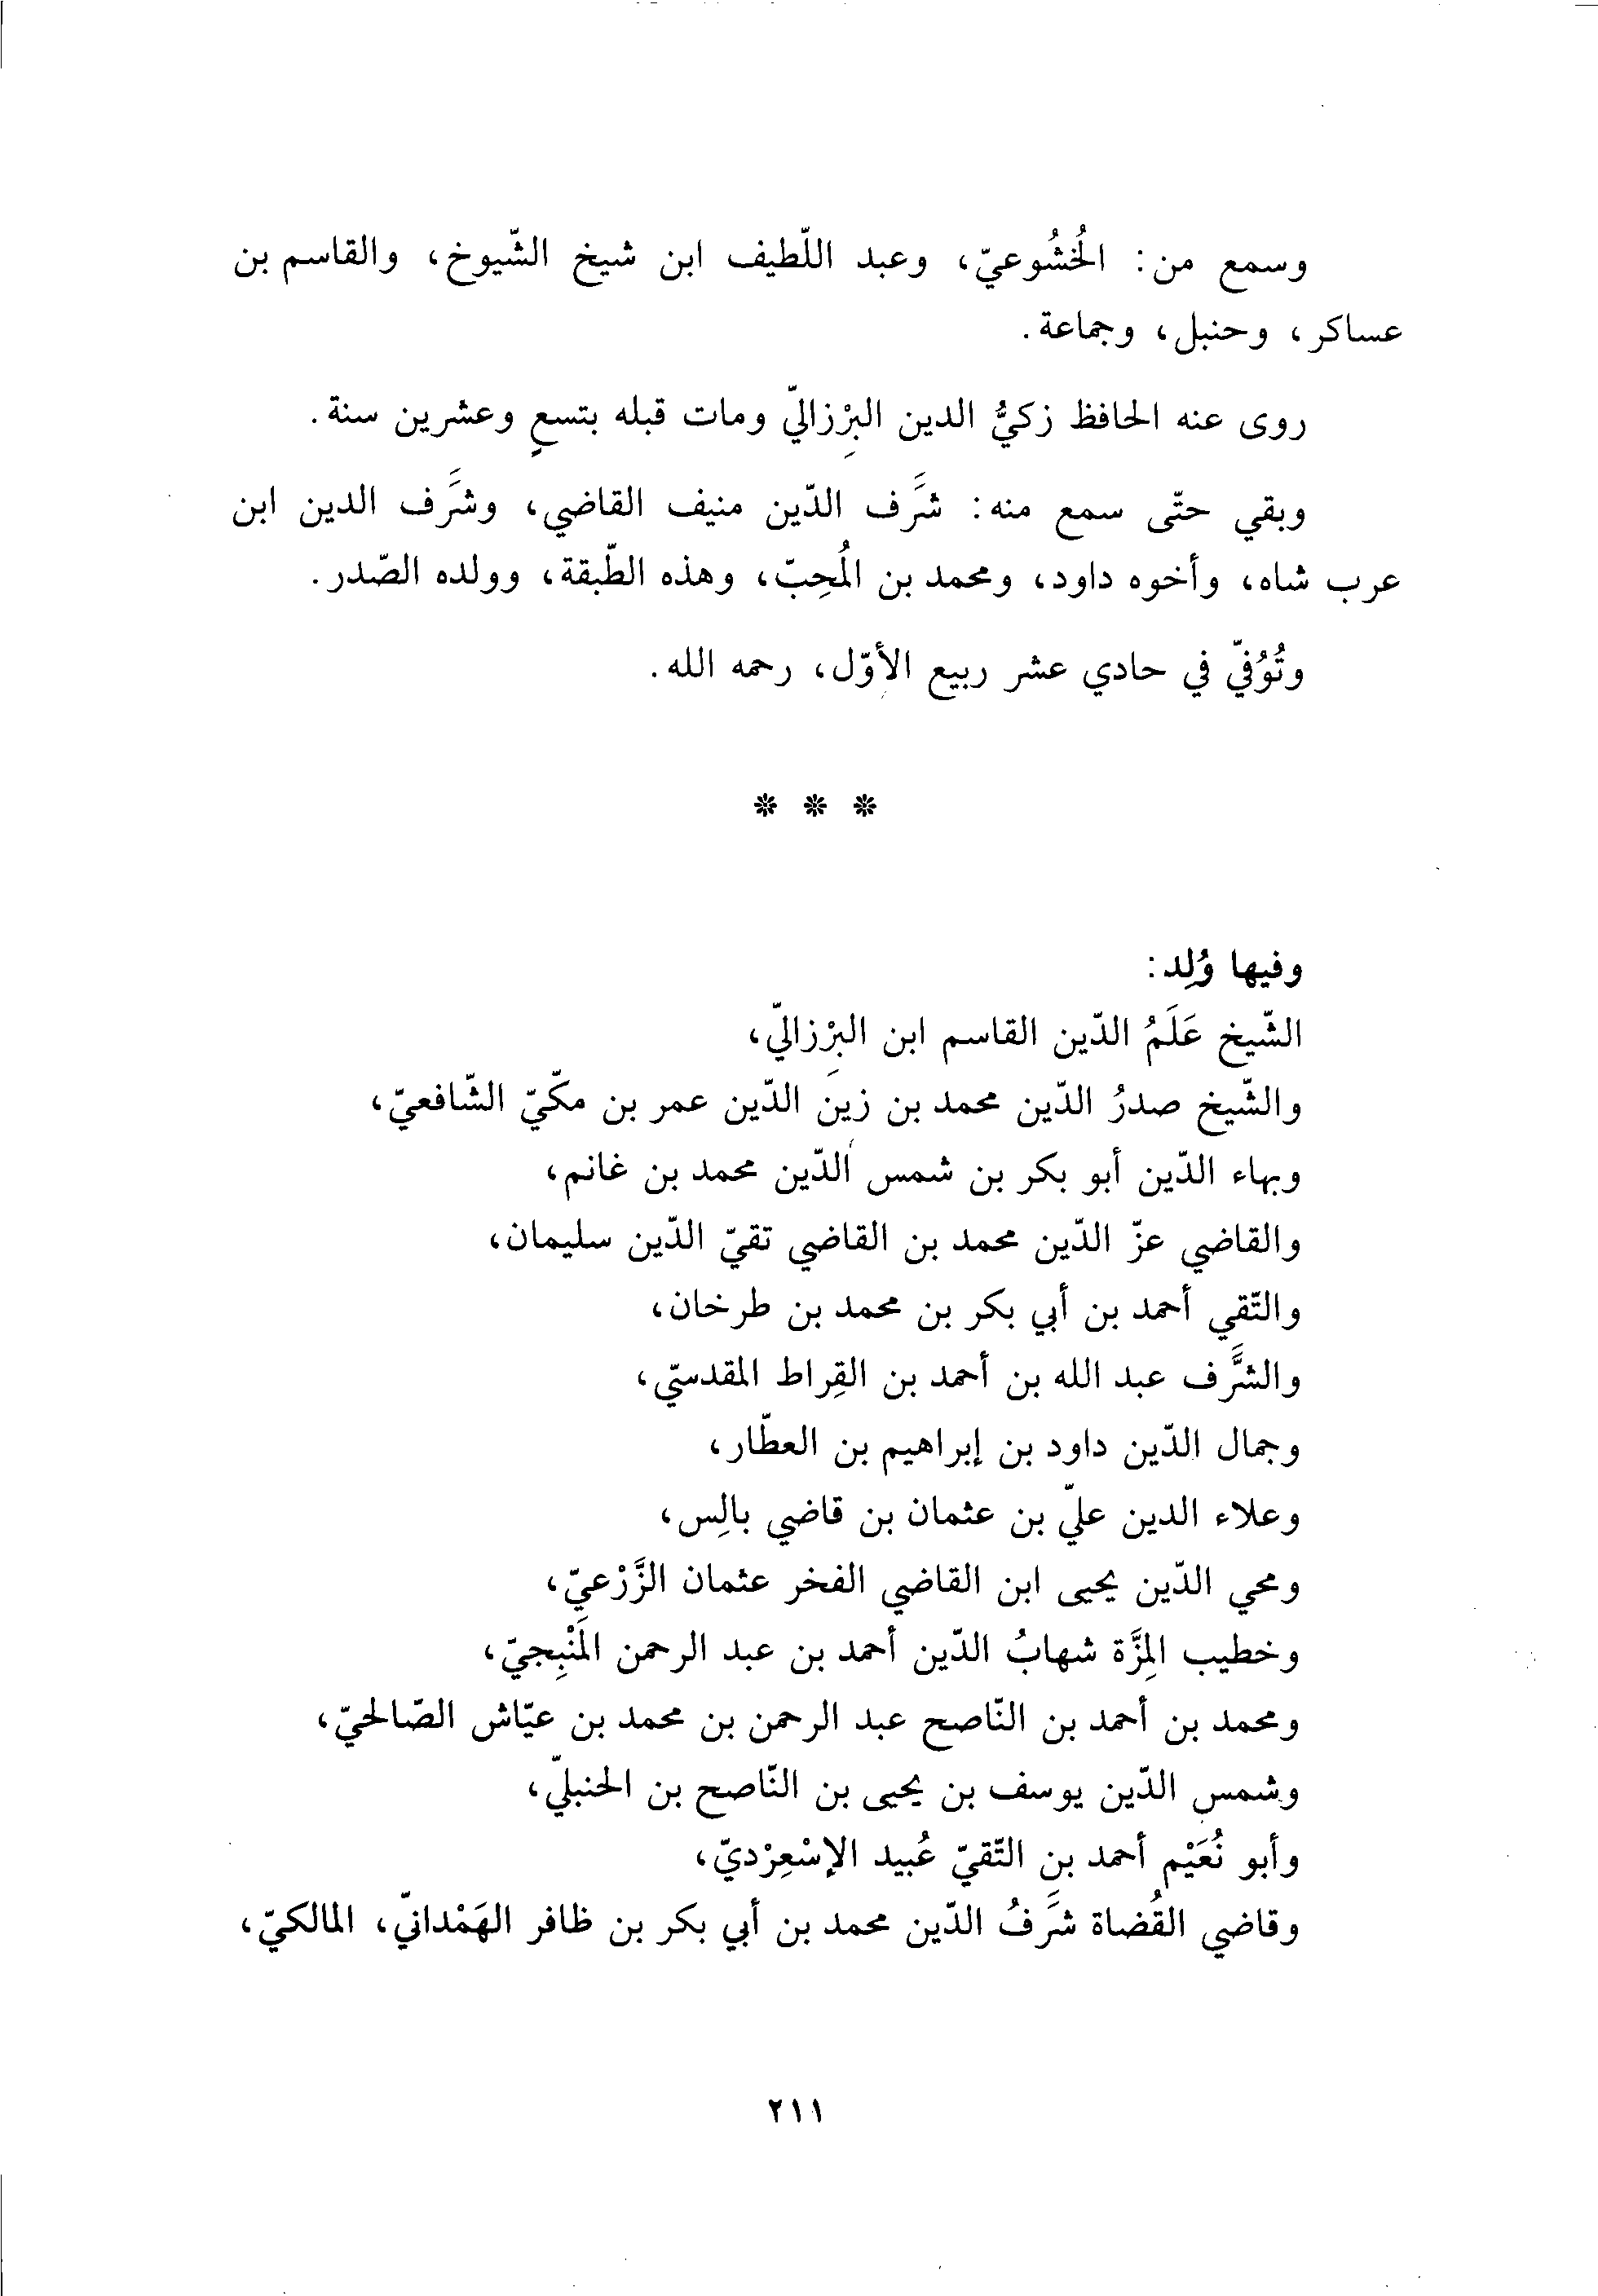 وسمع من: الخُشُوعيّ، وعبد اللّطيف ابن شيخ الشّيوخ، والقاسم بن
عساكر، وحنبل، وجماعة.
روى عنه الحافظ زكيُّ الدين البِرْزاليّ ومات قبله بتسعٍ وعشرين سنة.
وبقي حتّى سمع منه: شَرَف الدّين منيف القاضي، وشَرَف الدين ابن
عرب شاه، وأخوه داود، ومحمد بن المُحِبّ، وهذه الطّبقة، وولده الصّدر.
وتُوُفيّ في حادي عشر ربيع الأوّل، رحمه الله.
* * *
وفيها وُلِد:
الشّيخ عَلَمُ الدّين القاسم ابن البِرْزاليّ،
والشّيخ صدرُ الدّين محمد بن زين الدّين عمر بن مكّيّ الشّافعيّ،
وبهاء الدّين أبو بكر بن شمس الدّين محمد بن غانم،
والقاضي عزّ الدّين محمد بن القاضي تقيّ الدّين سليمان،
والتّقي أحمد بن أبي بكر بن محمد بن طرخان،
والشَّرَف عبد الله بن أحمد بن القِراط المقدسيّ،
وجمال الدّين داود بن إبراهيم بن العطّار،
وعلاء الدين عليّ بن عثمان بن قاضي بالِس،
ومحي الدّين يحيى ابن القاضي الفخر عثمان الزَّرْعيّ،
وخطيب المِزَّة شهابُ الدّين أحمد بن عبد الرحمن المَنْبِجيّ،
ومحمد بن أحمد بن النّاصح عبد الرحمن بن محمد بن عيّاش الصّالحيّ،
وشمس الدّين يوسف بن يحيى بن النّاصح بن الحنبليّ،
وأبو نُعَيْم أحمد بن التّقيّ عُبيد الإسْعِرْديّ،
وقاضي القُضاة شَرَفُ الدّين محمد بن أبي بكر بن ظافر الهَمْدانيّ، المالكيّ،
٢١١